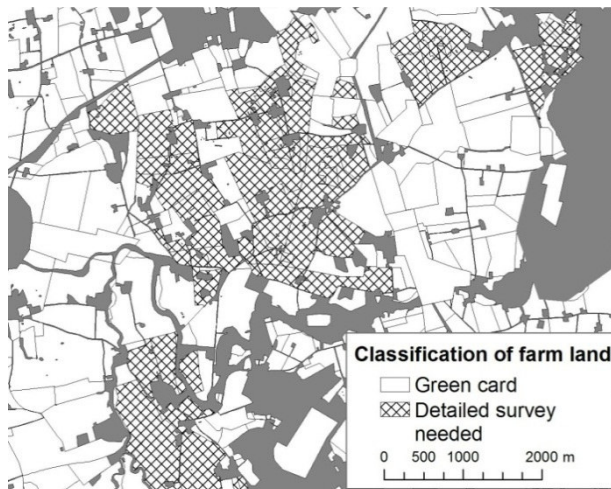 Classification of farm land
Green card
Detailed survey
needed
0 500 1000 2000 m